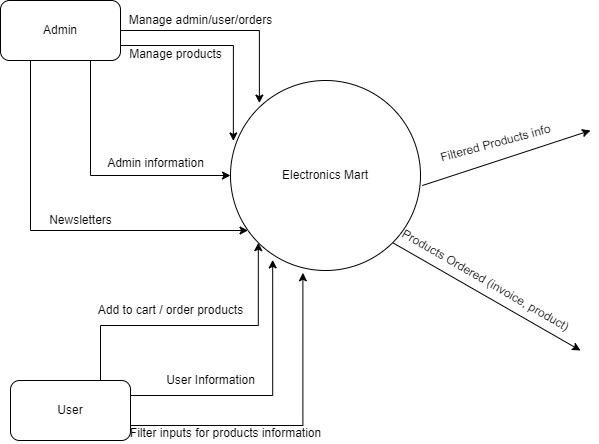 Manage admin/user/orders
Admin
Manage products
Filtered Products info
Admin information
Electronics Mart
Newsletters
Products Ordered (invoice, product)
Add to cart / order products
User Information
User
Filter inputs for products information